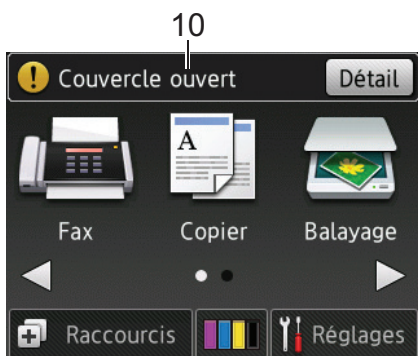 10
Couvercle ouvert Détail
A
Fax Copier Balayage
Raccourcis Réglages